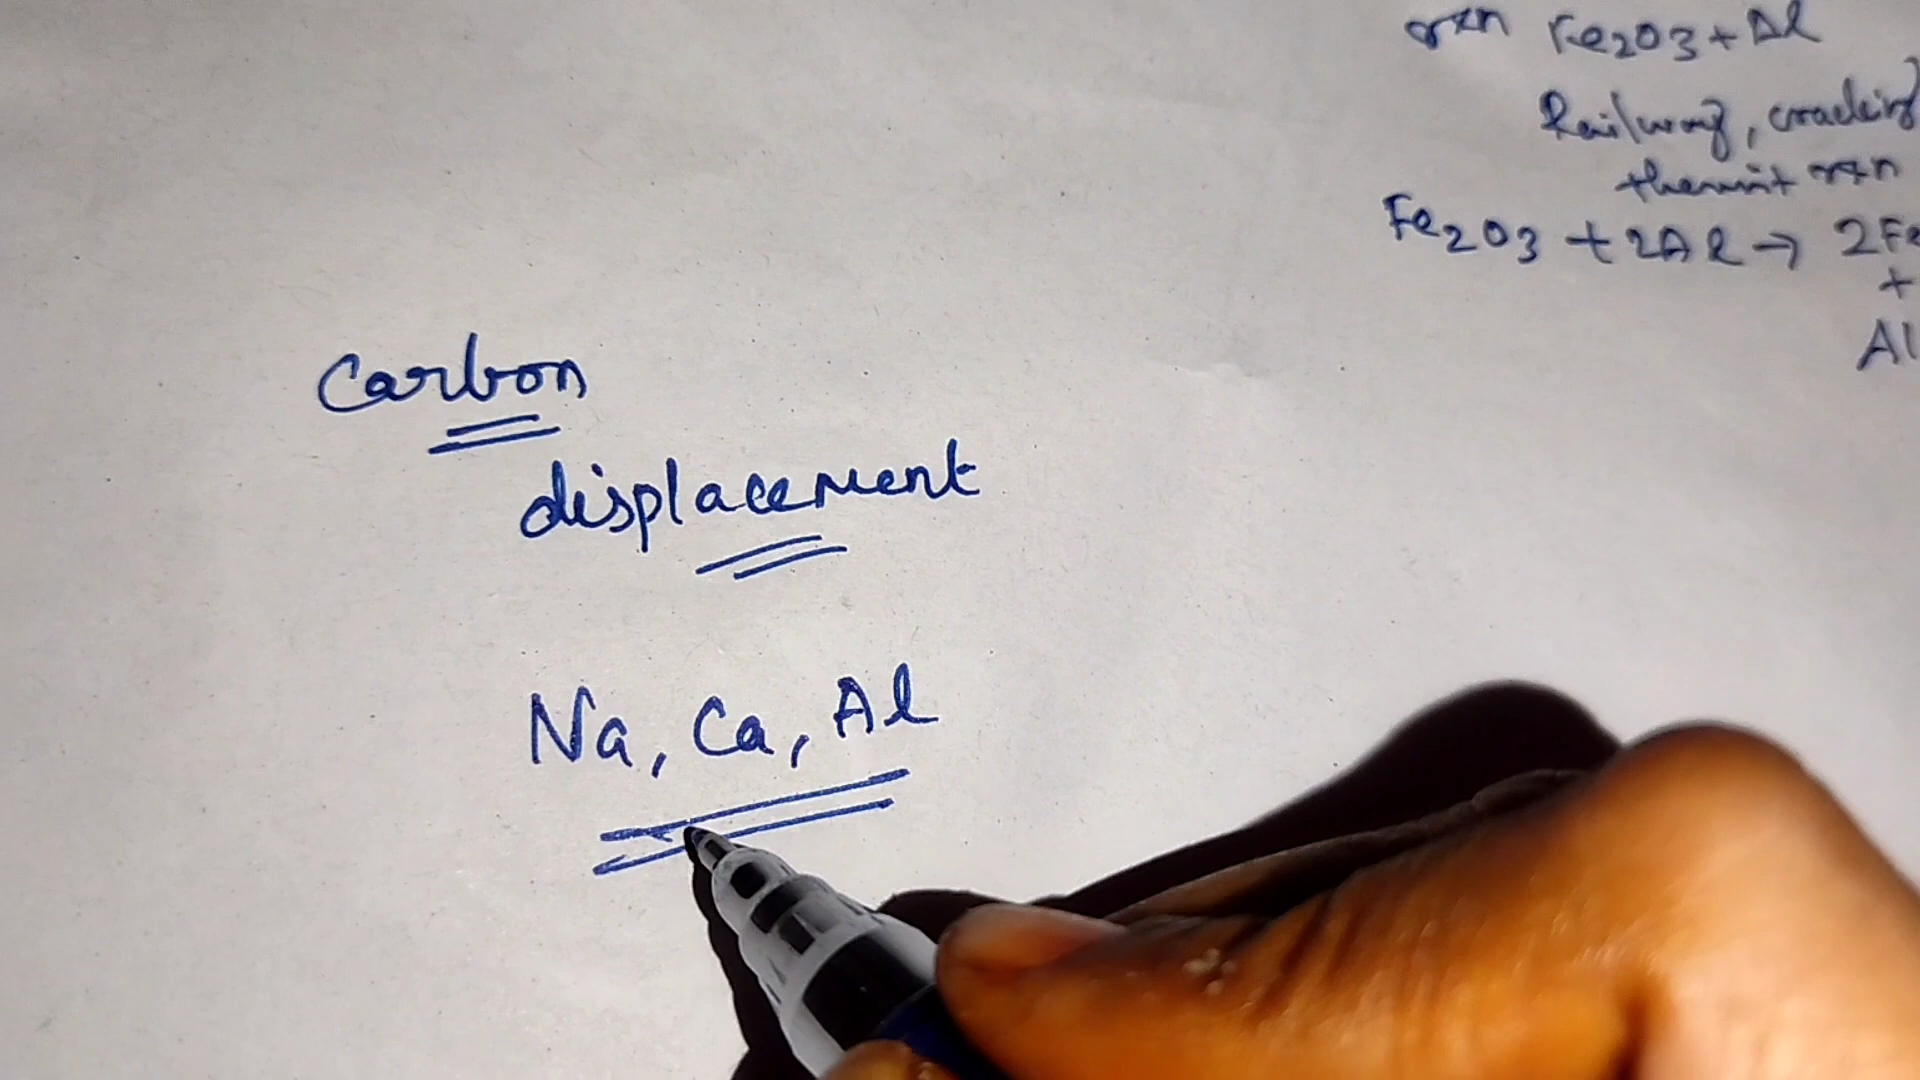 rxn Fe2O3 + Al
Railway, cracking
thermit rxn
Fe2O3 + 2Al → 2Fe
+
Al
Carbon
displacement
Na, Ca, Al